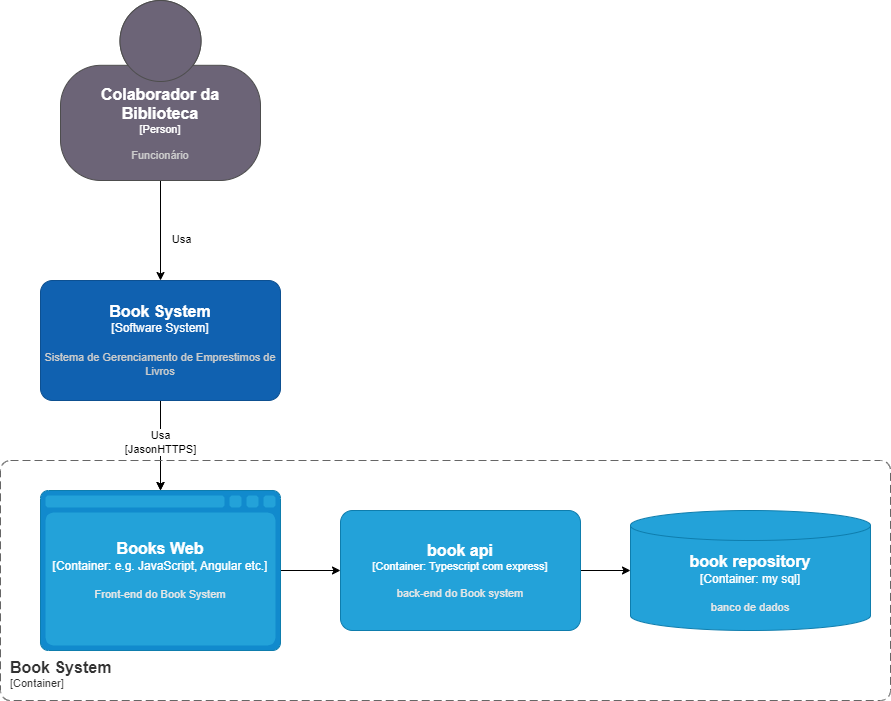 Colaborador da
Biblioteca
[Person]
Funcionário
Usa
Book System
[Software System]
Sistema de Gerenciamento de Emprestimos de
Livros
Usa
[JasonHTTPS]
Books Web
[Container: e.g. JavaScript, Angular etc.]
Front-end do Book System
book api
[Container: Typescript com express]
back-end do Book system
book repository
[Container: my sql]
banco de dados
Book System
[Container]